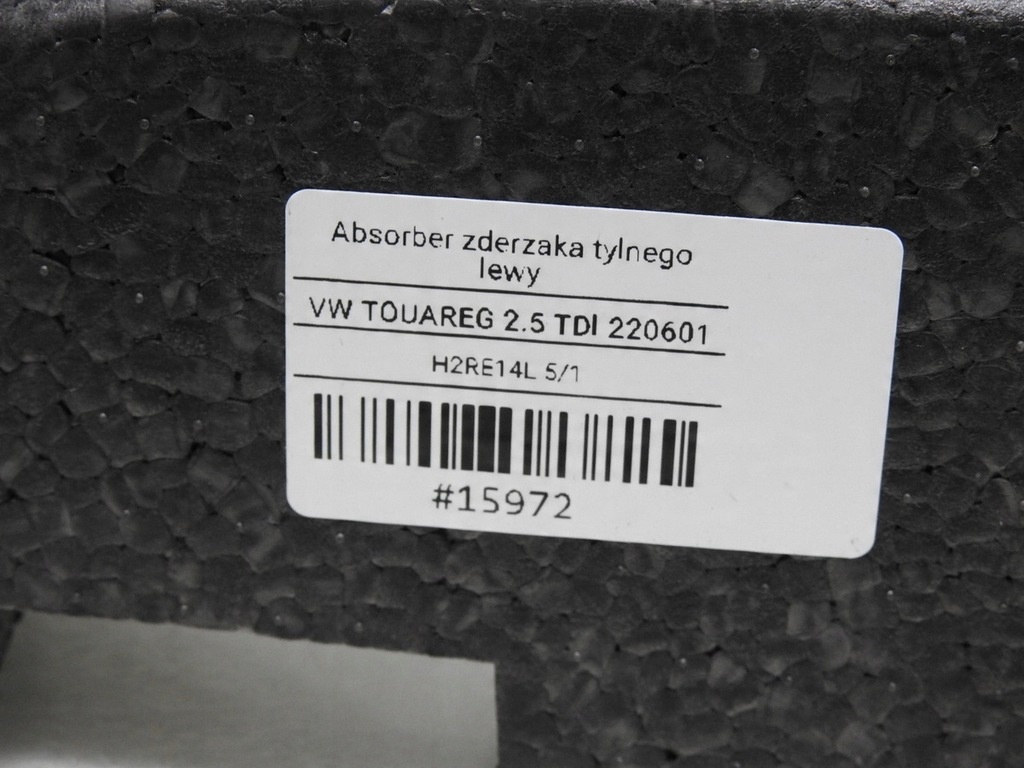 Absorber zderzaka tylnego
lewy
VW TOUAREG 2.5 TDI 220601
H2RE14L 5/1
#15972